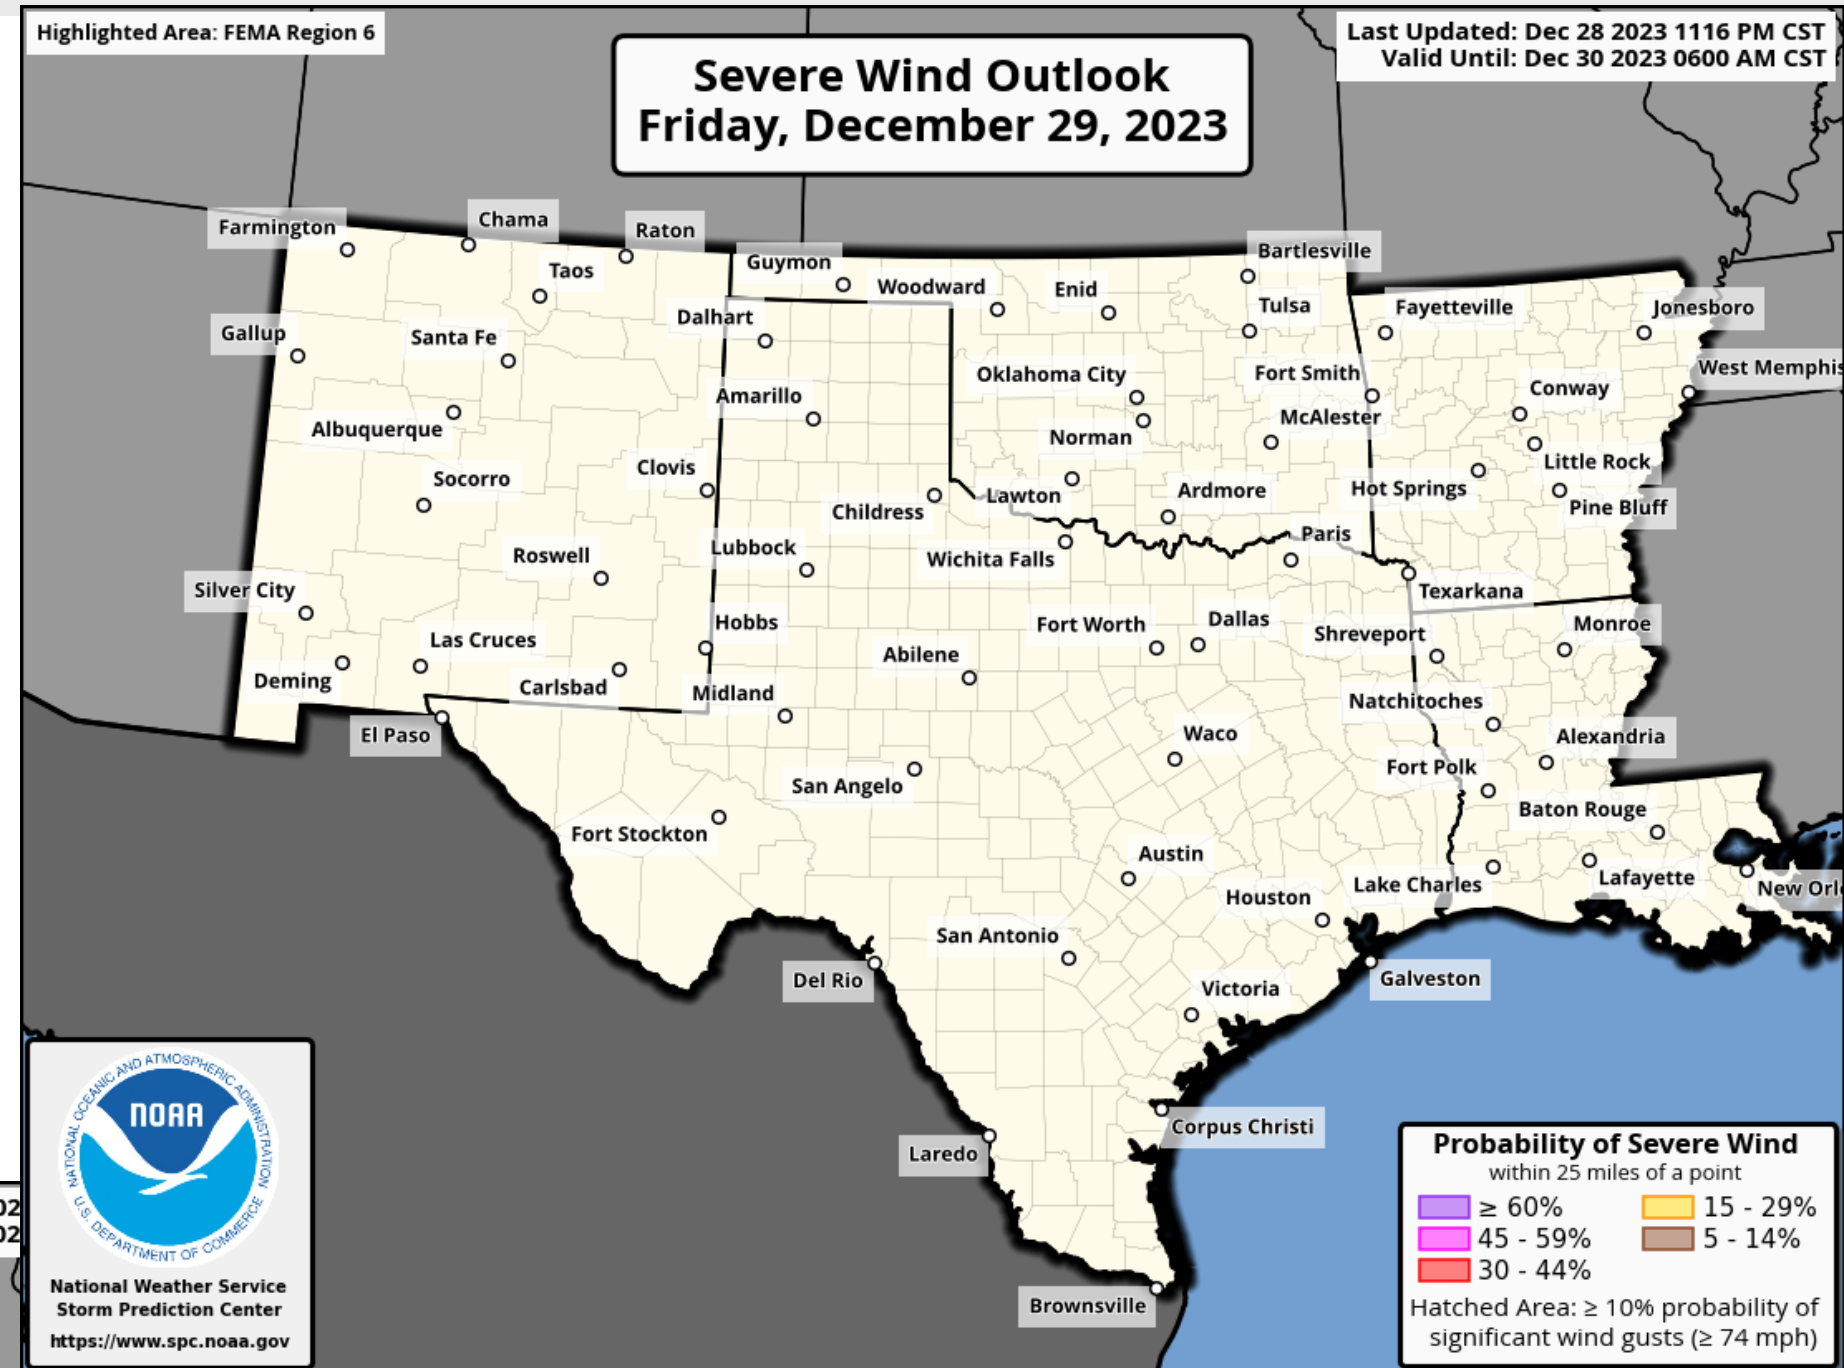 Highlighted Area: FEMA Region 6
Severe Wind Outlook
Friday, December 29, 2023
Last Updated: Dec 28 2023 1116 PM CST
Valid Until: Dec 30 2023 0600 AM CST
Farmington
Chama
Raton
Taos
Guymon
Woodward
Enid
Bartlesville
Tulsa
Fayetteville
Jonesboro
Gallup
Santa Fe
Dalhart
Oklahoma City
Fort Smith
West Memphis
Conway
Amarillo
Albuquerque
Norman
McAlester
Little Rock
Socorro
Clovis
Childress
Lawton
Ardmore
Hot Springs
Pine Bluff
Paris
Roswell
Lubbock
Wichita Falls
Silver City
Texarkana
Las Cruces
Hobbs
Fort Worth
Dallas
Shreveport
Monroe
Abilene
Deming
Carlsbad
Midland
Natchitoches
El Paso
Waco
Alexandria
Fort Polk
San Angelo
Baton Rouge
Fort Stockton
Austin
Lake Charles
Lafayette
New Orl
Houston
San Antonio
Del Rio
Galveston
Victoria
Corpus Christi
Laredo
Brownsville
NATIONAL OCEANIC AND ATMOSPHERIC ADMINISTRATION
NOAA
U.S. DEPARTMENT OF COMMERCE
National Weather Service
Storm Prediction Center
https://www.spc.noaa.gov
02
02
Probability of Severe Wind
within 25 miles of a point
≥ 60%
15 - 29%
45 - 59%
5 - 14%
30 - 44%
Hatched Area: ≥ 10% probability of
significant wind gusts (≥ 74 mph)